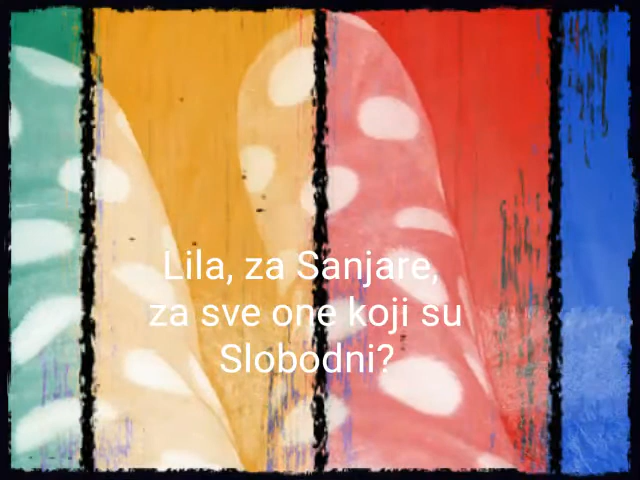 Lila, za Sanjare,
za sve one koji su
Slobodni?